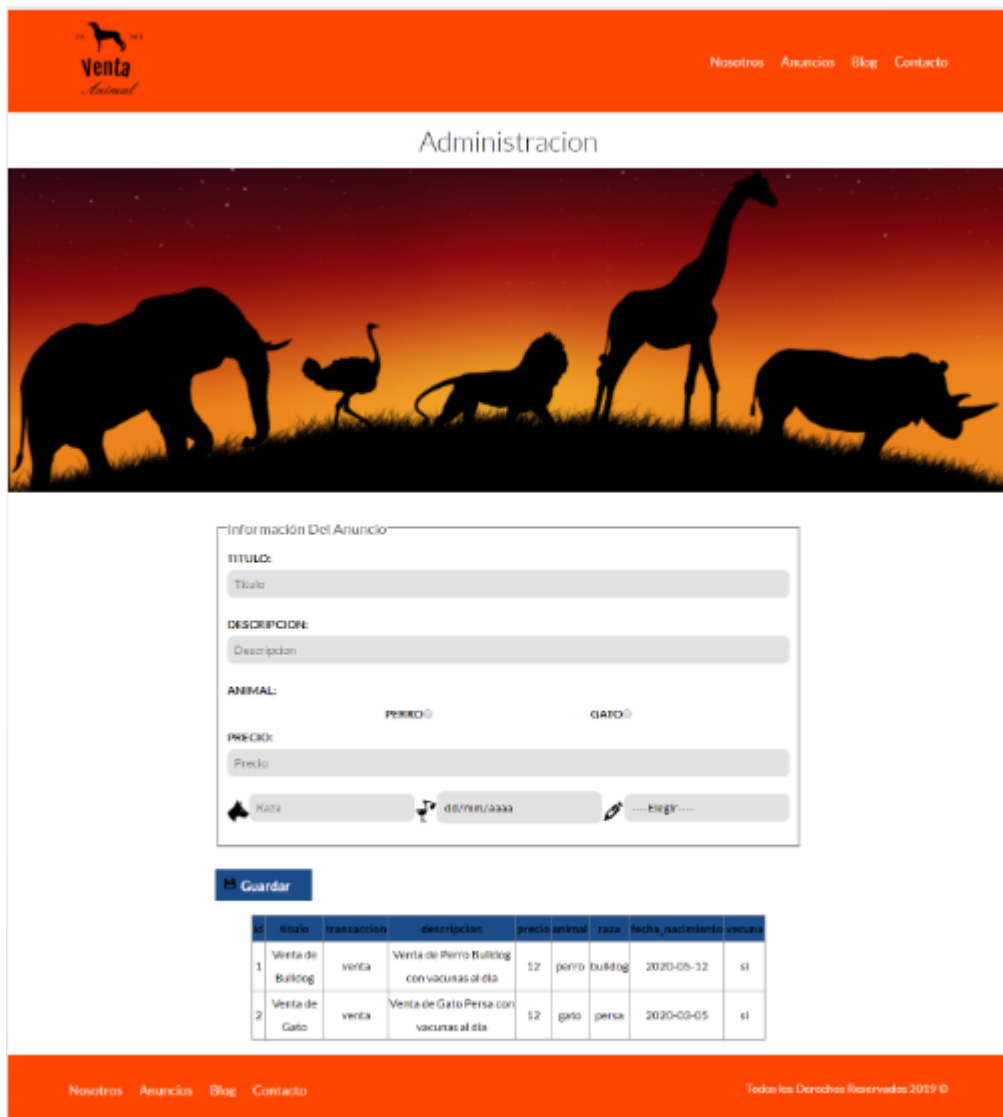 Venta
Animal
Nosotros Anuncios Blog Contacto
Administracion
Información Del Anuncio
TITULO:
Titulo
DESCRIPCION:
Descripcion
ANIMAL:
PERRO GATO
PRECIO:
Precio
Raza dd/mm/aaaa ----Elegir----
Guardar
id titulo transaccion descripcion precio animal raza fecha_nacimiento vacuna
1 Venta de Bulldog venta Venta de Perro Bulldog con vacunas al dia 12 perro bulldog 2020-05-12 si
2 Venta de Gato venta Venta de Gato Persa con vacunas al dia 12 gato persa 2020-03-05 si
Nosotros Anuncios Blog Contacto
Todos los Derechos Reservados 2019 ©